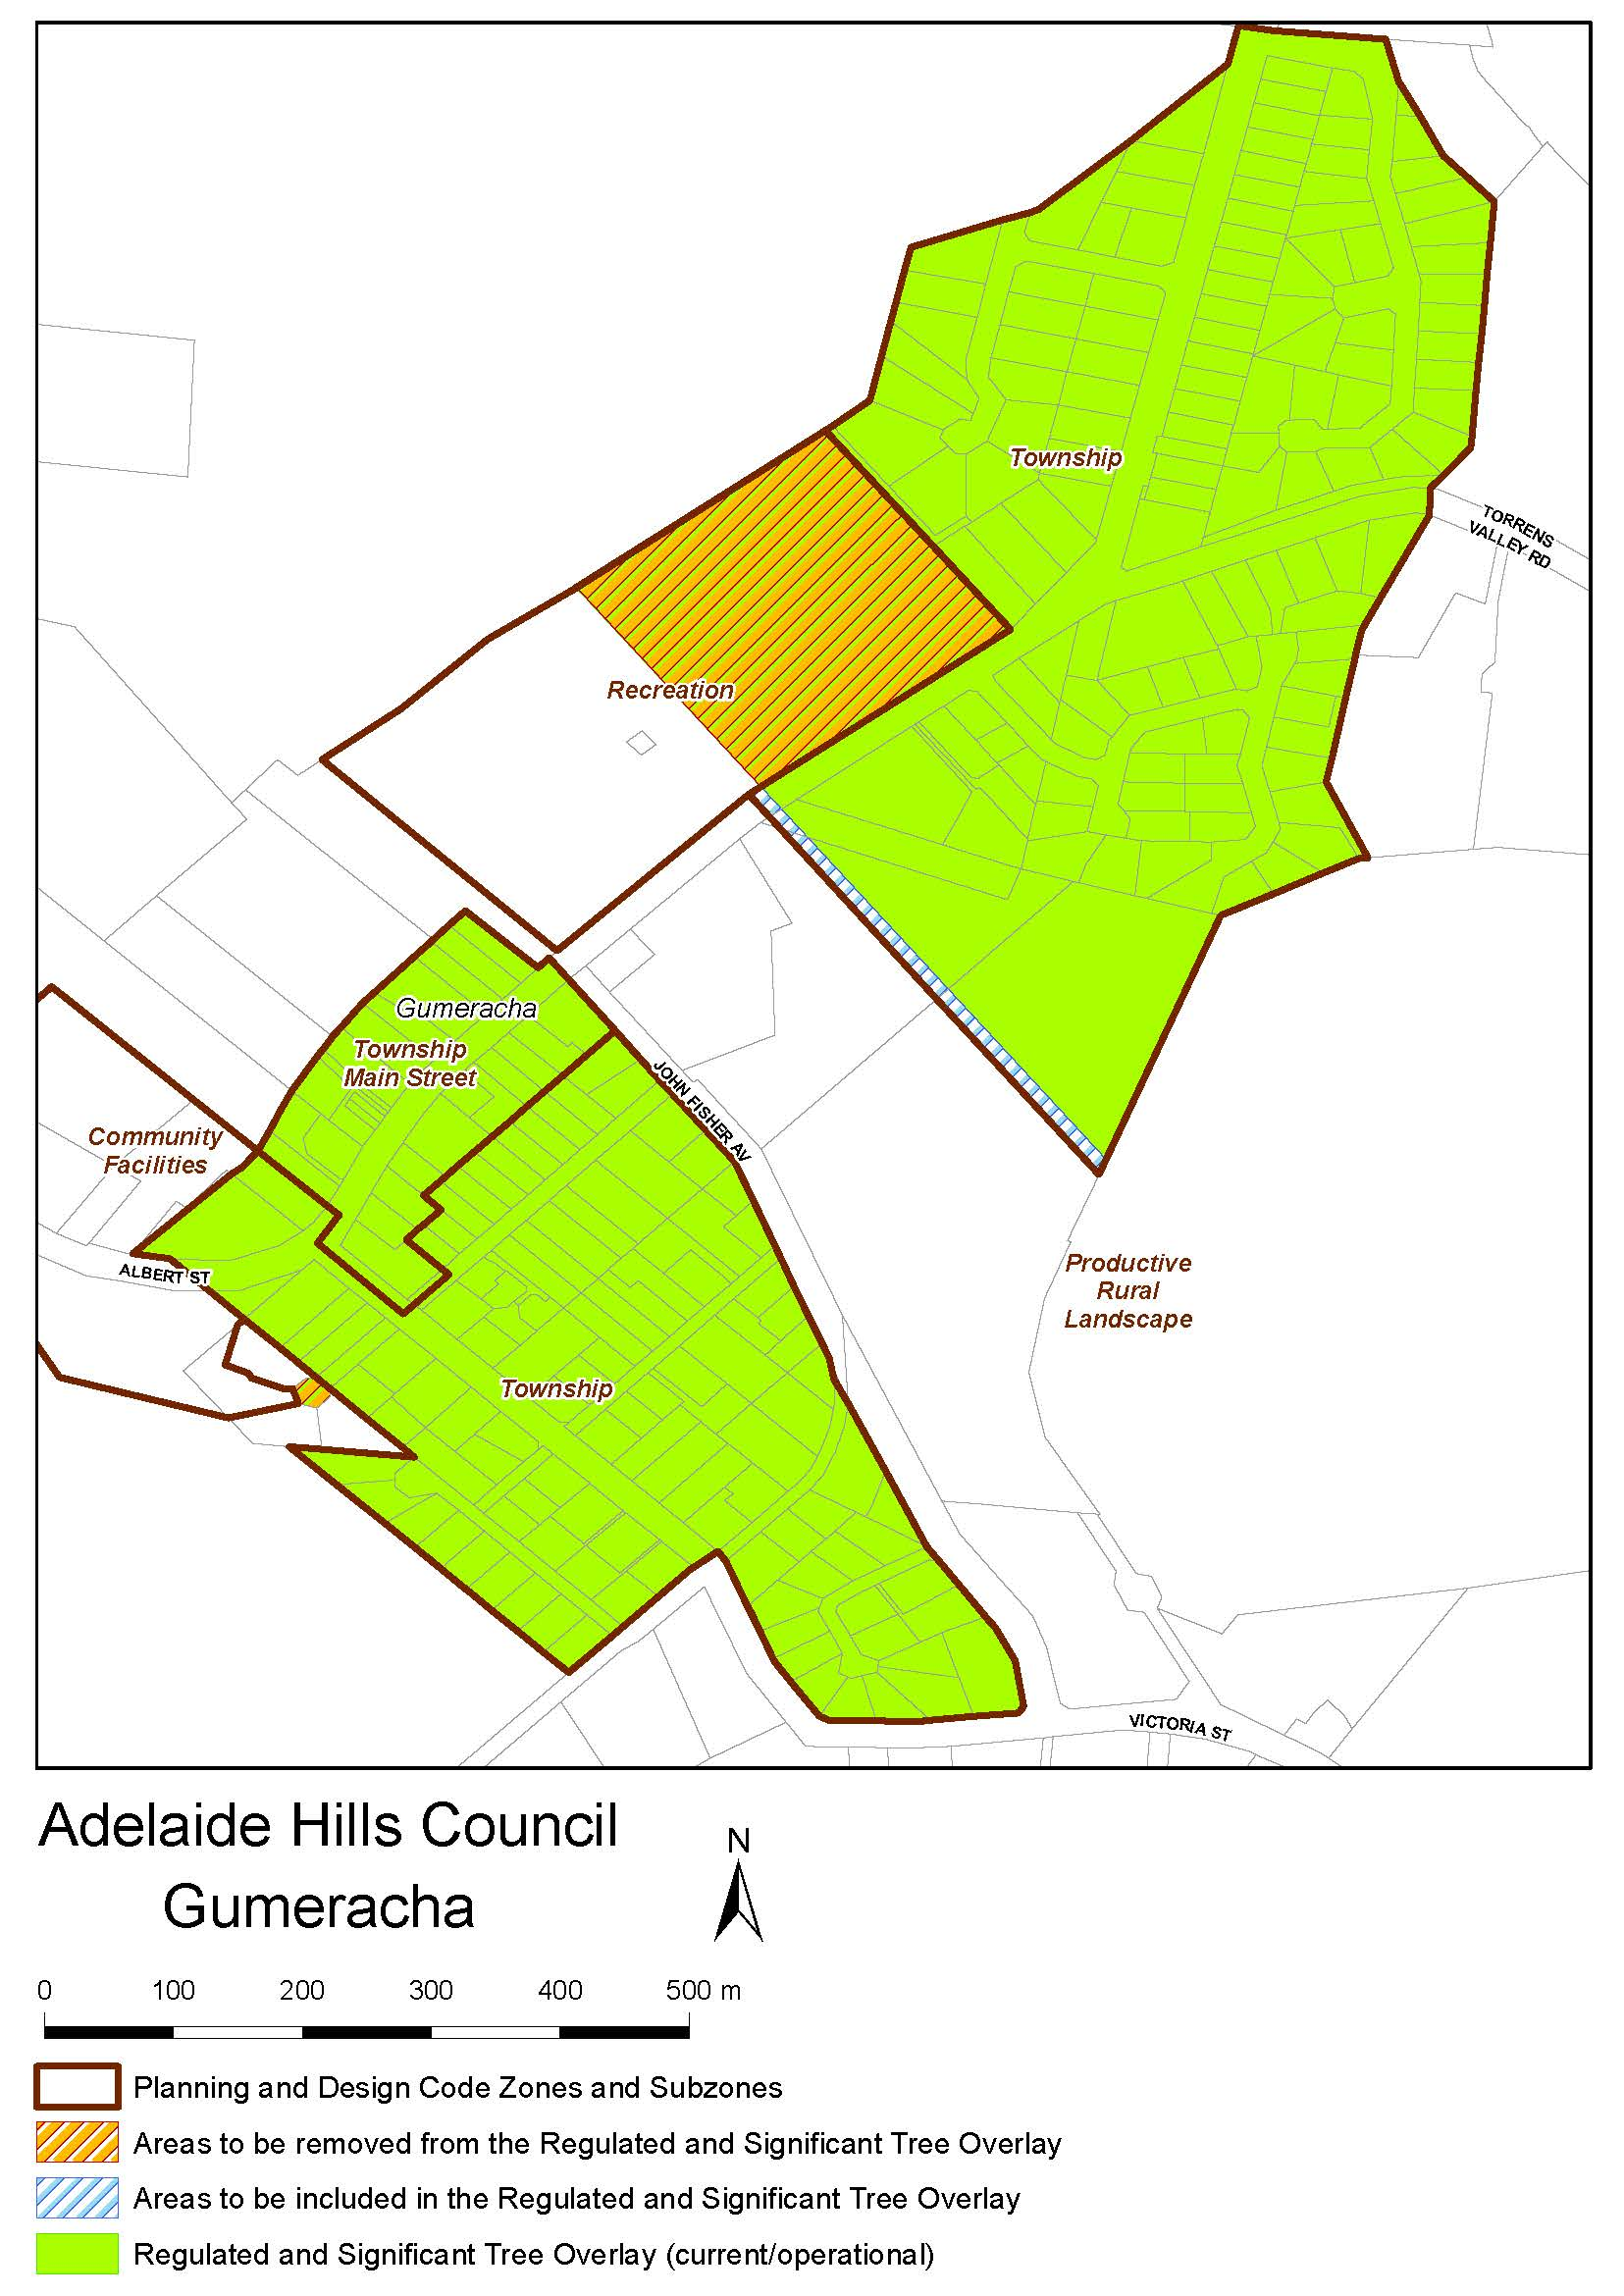 Township
TORRENS
VALLEY RD
Recreation
Gumeracha
Township
Main Street
JOHN FISHER AV
Community
Facilities
ALBERT ST
Productive
Rural
Landscape
Township
VICTORIA ST
Adelaide Hills Council
Gumeracha
N
0 100 200 300 400 500 m
Planning and Design Code Zones and Subzones
Areas to be removed from the Regulated and Significant Tree Overlay
Areas to be included in the Regulated and Significant Tree Overlay
Regulated and Significant Tree Overlay (current/operational)